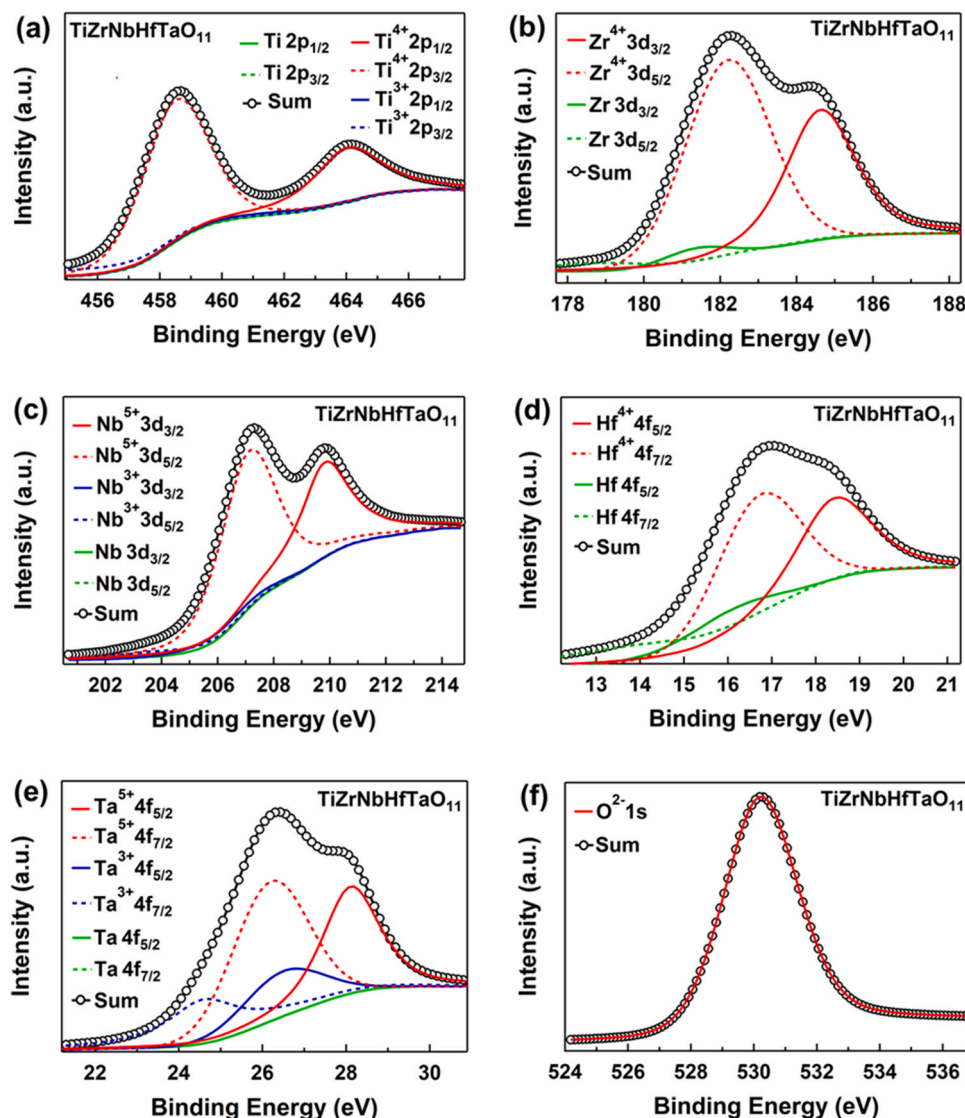 (a) TiZrNbHfTaO₁₁
Ti 2p₁/₂
Ti 2p₃/₂
Sum
Ti⁴⁺ 2p₁/₂
Ti⁴⁺ 2p₃/₂
Ti³⁺ 2p₁/₂
Ti³⁺ 2p₃/₂
Intensity (a.u.)
456 458 460 462 464 466
Binding Energy (eV)
(b) TiZrNbHfTaO₁₁
Zr⁴⁺ 3d₃/₂
Zr⁴⁺ 3d₅/₂
Zr 3d₃/₂
Zr 3d₅/₂
Sum
Intensity (a.u.)
178 180 182 184 186 188
Binding Energy (eV)
(c) TiZrNbHfTaO₁₁
Nb⁵⁺ 3d₃/₂
Nb⁵⁺ 3d₅/₂
Nb³⁺ 3d₃/₂
Nb³⁺ 3d₅/₂
Nb 3d₃/₂
Nb 3d₅/₂
Sum
Intensity (a.u.)
202 204 206 208 210 212 214
Binding Energy (eV)
(d) TiZrNbHfTaO₁₁
Hf⁴⁺ 4f₅/₂
Hf⁴⁺ 4f₇/₂
Hf 4f₅/₂
Hf 4f₇/₂
Sum
Intensity (a.u.)
13 14 15 16 17 18 19 20 21
Binding Energy (eV)
(e) TiZrNbHfTaO₁₁
Ta⁵⁺ 4f₅/₂
Ta⁵⁺ 4f₇/₂
Ta³⁺ 4f₅/₂
Ta³⁺ 4f₇/₂
Ta 4f₅/₂
Ta 4f₇/₂
Sum
Intensity (a.u.)
22 24 26 28 30
Binding Energy (eV)
(f) TiZrNbHfTaO₁₁
O²⁻ 1s
Sum
Intensity (a.u.)
524 526 528 530 532 534 536
Binding Energy (eV)